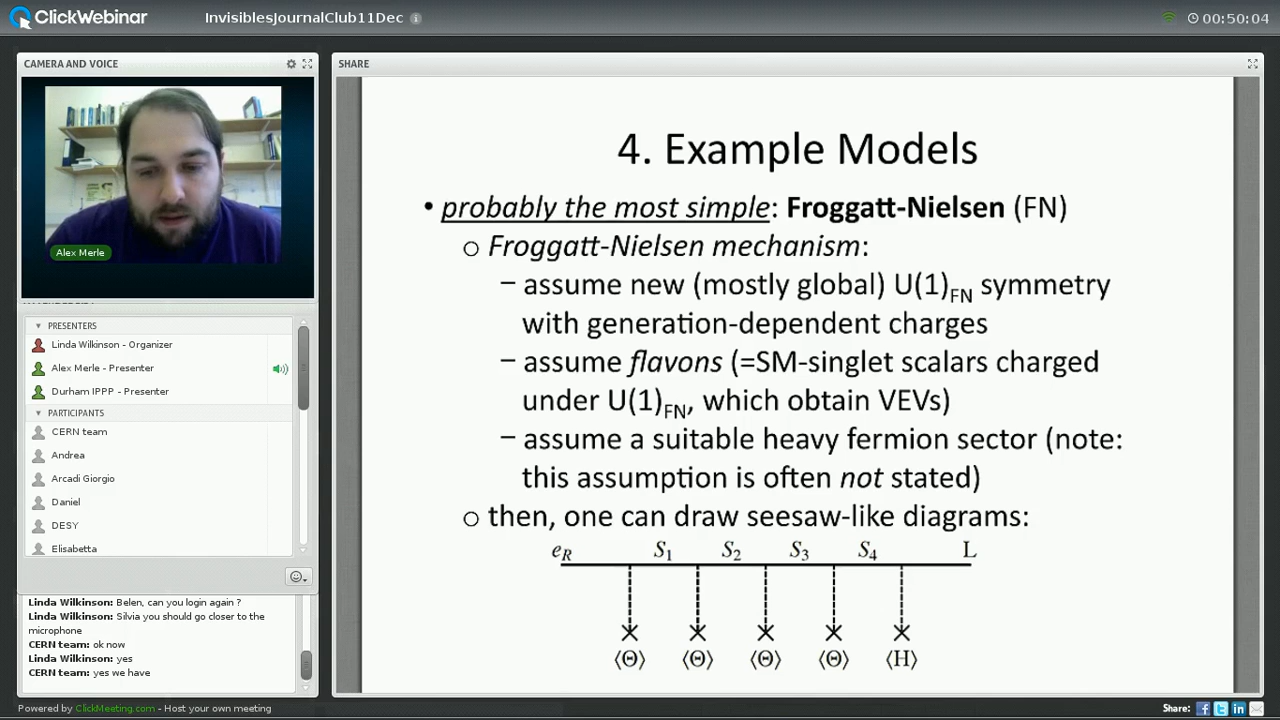 ClickWebinar
InvisiblesJournalClub11Dec
00:50:04
CAMERA AND VOICE
Alex Merle
PRESENTERS
Linda Wilkinson - Organizer
Alex Merle - Presenter
Durham IPPP - Presenter
PARTICIPANTS
CERN team
Andrea
Arcadi Giorgio
Daniel
DESY
Elisabetta
Linda Wilkinson: Belen, can you login again ?
Linda Wilkinson: Silvia you should go closer to the
microphone
CERN team: ok now
Linda Wilkinson: yes
CERN team: yes we have
SHARE
4. Example Models
• probably the most simple: Froggatt-Nielsen (FN)
o Froggatt-Nielsen mechanism:
– assume new (mostly global) U(1)FN symmetry
with generation-dependent charges
– assume flavons (=SM-singlet scalars charged
under U(1)FN, which obtain VEVs)
– assume a suitable heavy fermion sector (note:
this assumption is often not stated)
o then, one can draw seesaw-like diagrams:
eR S1 S2 S3 S4 L
⟨Θ⟩ ⟨Θ⟩ ⟨Θ⟩ ⟨Θ⟩ ⟨H⟩
Powered by ClickMeeting.com - Host your own meeting
Share: